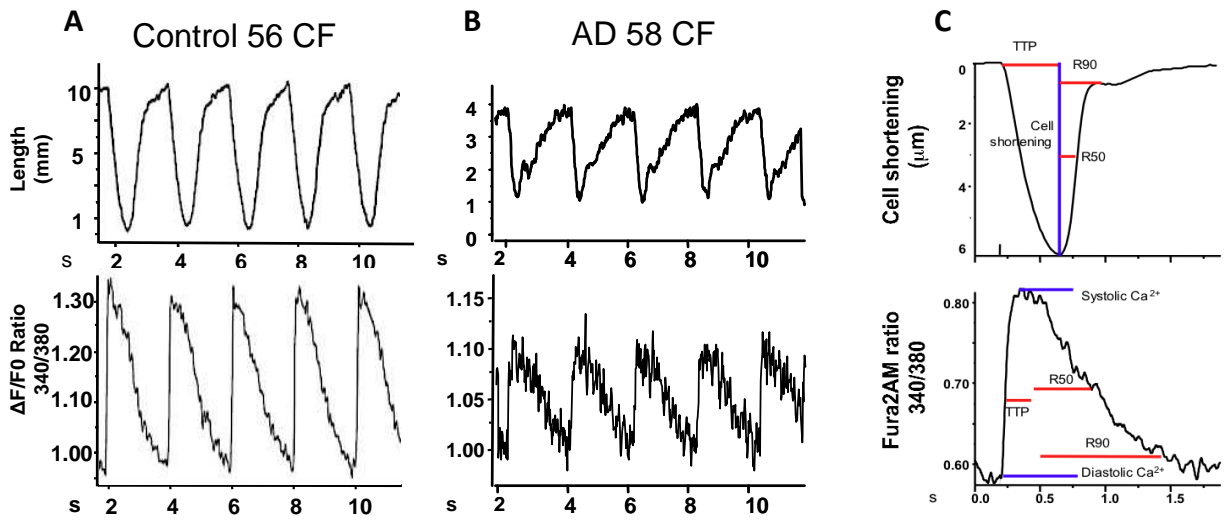 A
Control 56 CF
Length
(mm)
10
5
1
s
2
4
6
8
10
ΔF/F0 Ratio
340/380
1.30
1.20
1.10
1.00
s
2
4
6
8
10
B
AD 58 CF
4
3
2
1
0
s
2
4
6
8
10
1.15
1.10
1.05
1.00
s
2
4
6
8
10
C
Cell shortening
(μm)
0
2
4
6
TTP
R90
Cell
shortening
R50
Fura2AM ratio
340/380
0.80
0.70
0.60
Systolic Ca²⁺
R50
TTP
R90
Diastolic Ca²⁺
s
0.0
0.5
1.0
1.5